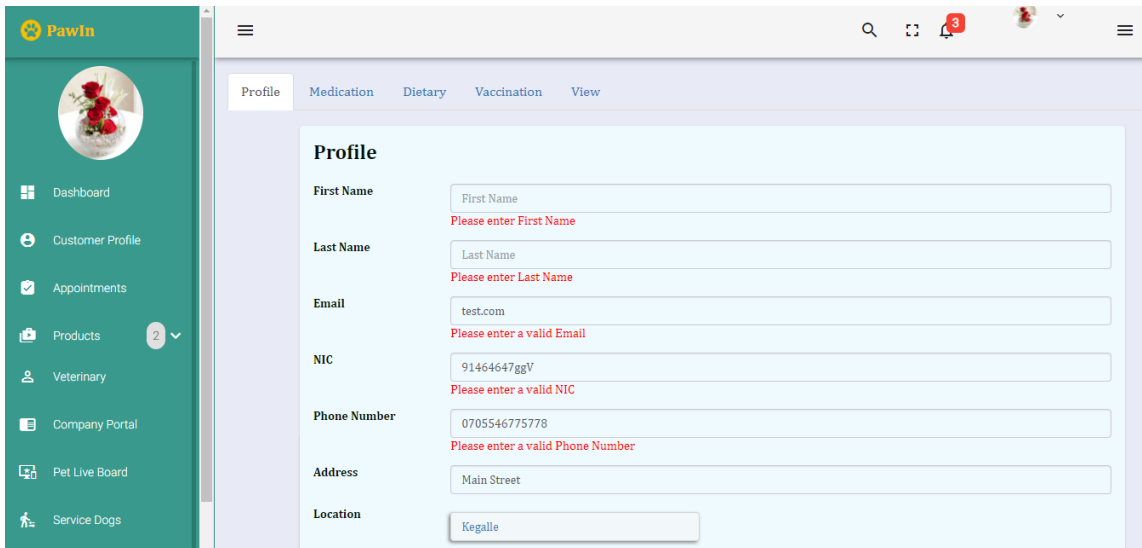 PawIn
3
Profile
Medication
Dietary
Vaccination
View
Dashboard
Customer Profile
Appointments
Products
2
Veterinary
Company Portal
Pet Live Board
Service Dogs
Profile
First Name
First Name
Please enter First Name
Last Name
Last Name
Please enter Last Name
Email
test.com
Please enter a valid Email
NIC
91464647ggV
Please enter a valid NIC
Phone Number
0705546775778
Please enter a valid Phone Number
Address
Main Street
Location
Kegalle